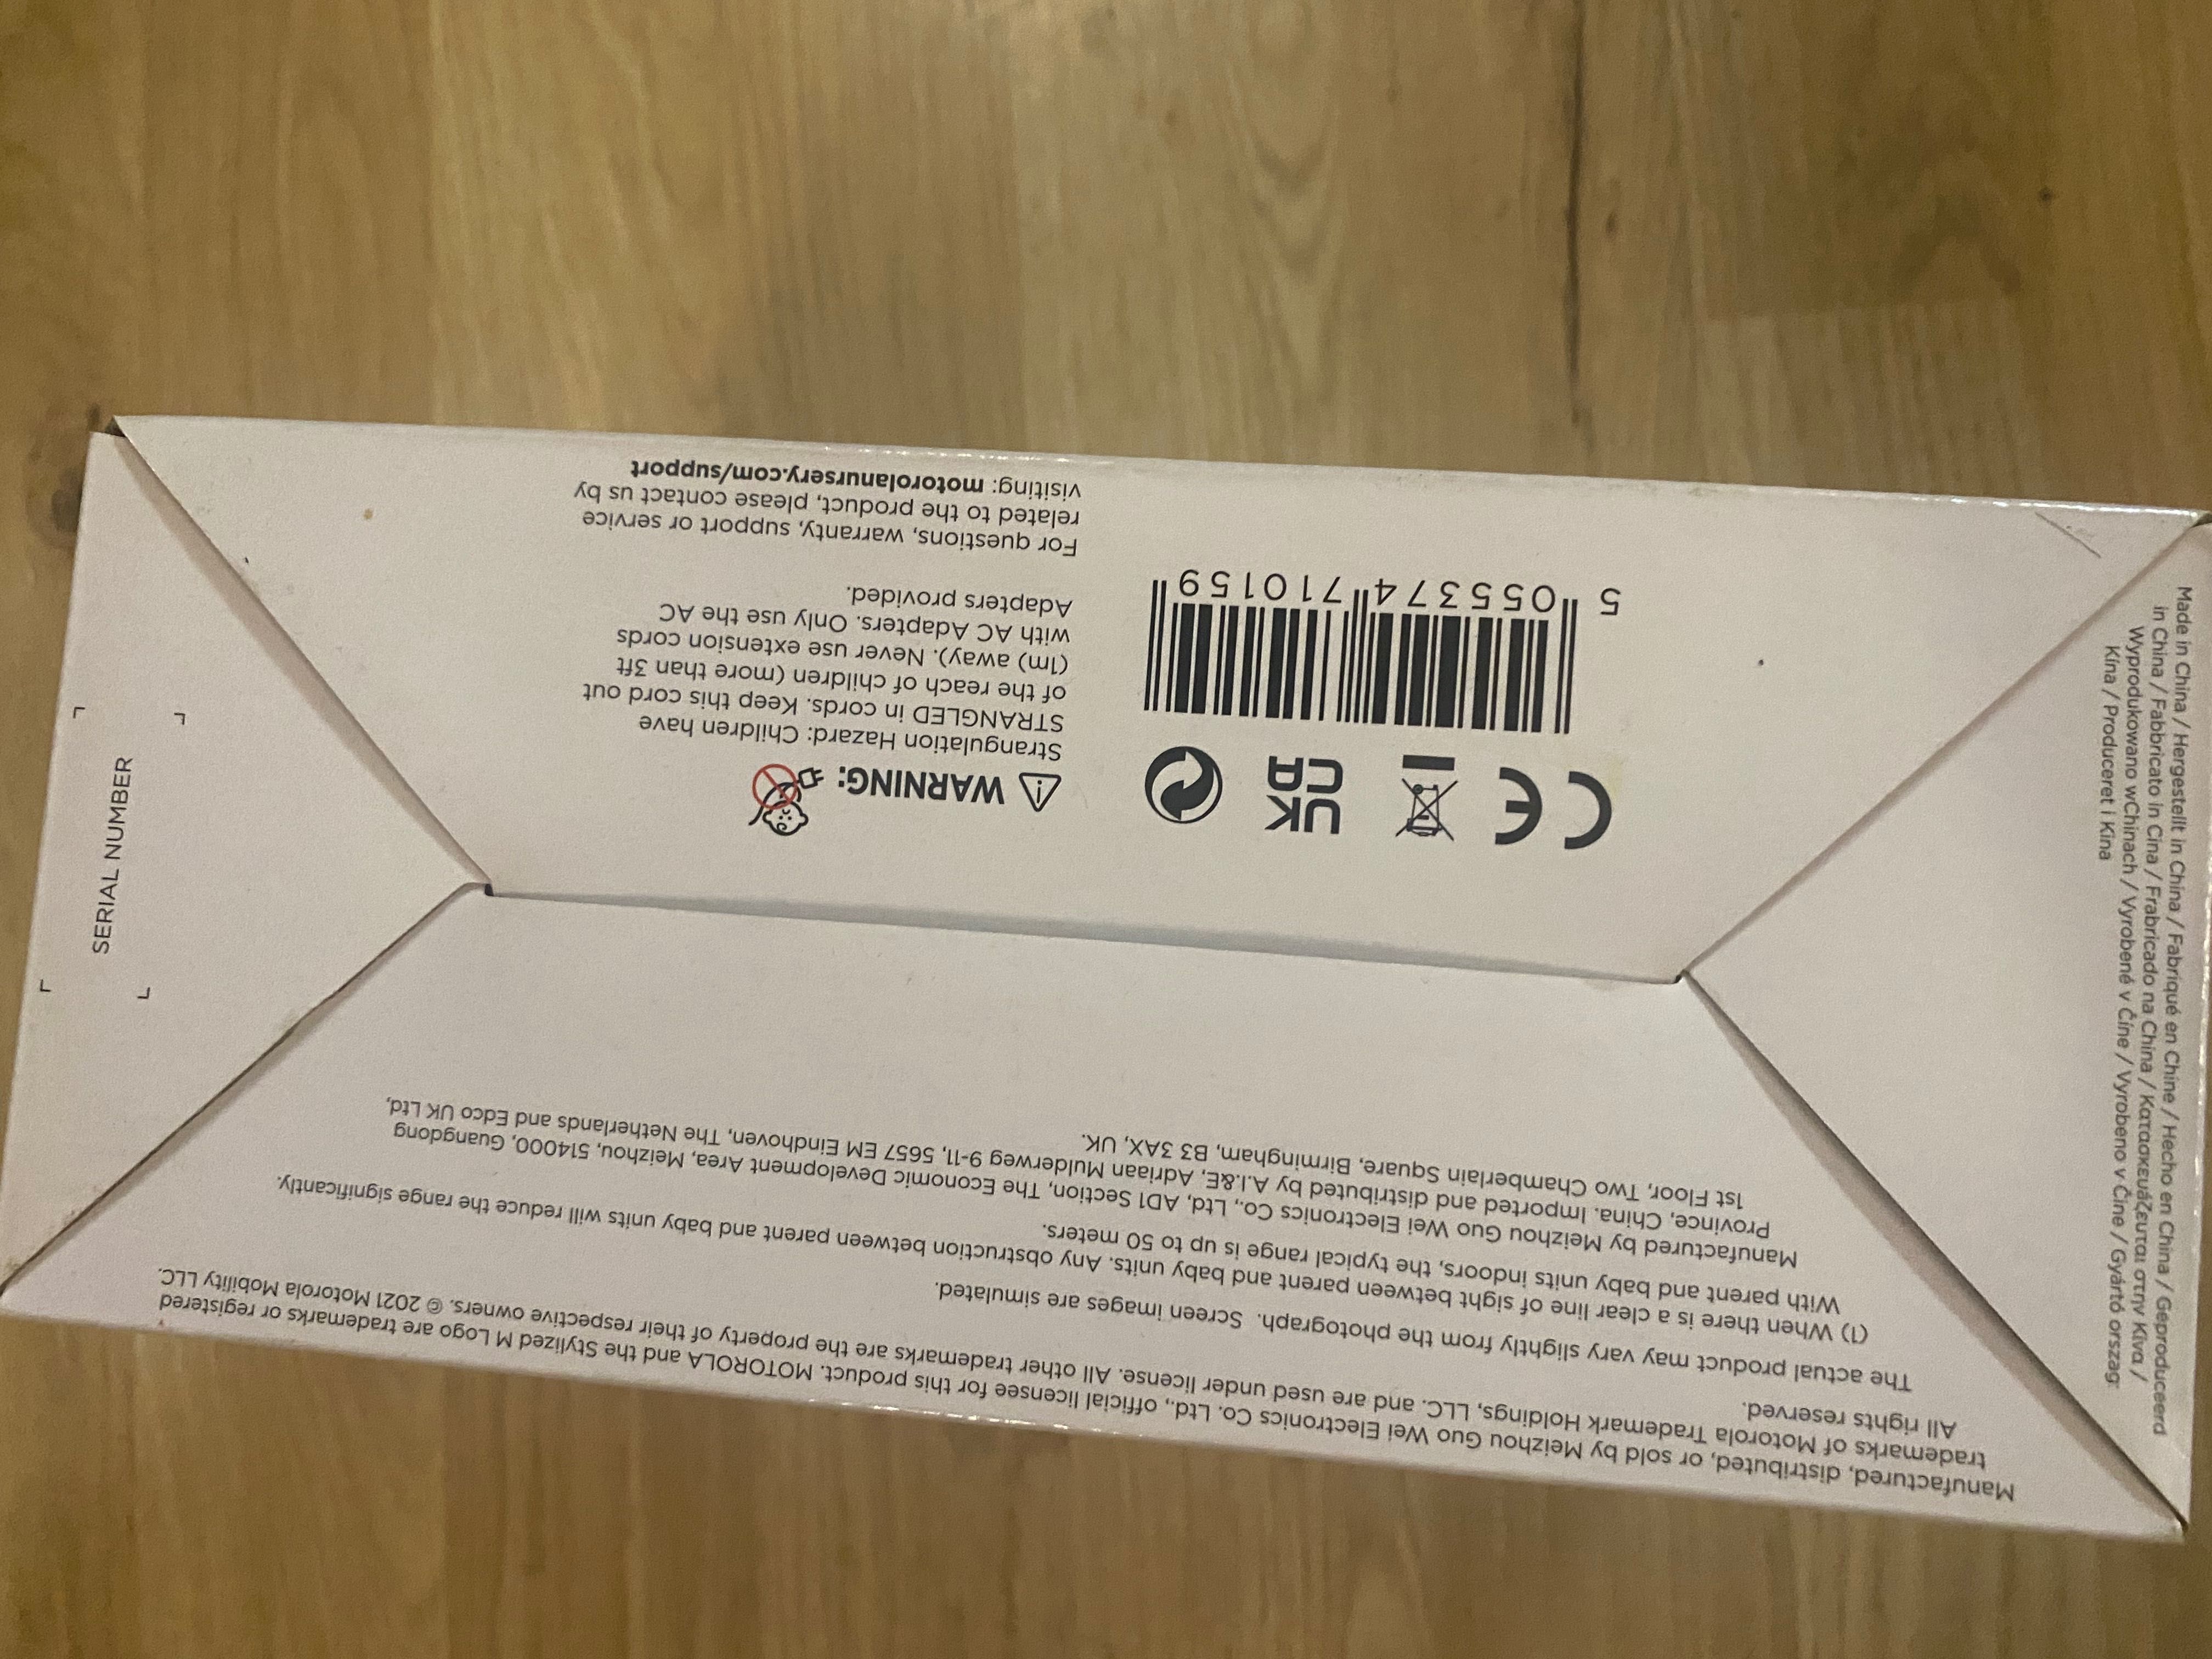 Manufactured, distributed, or sold by Meizhou Guo Wei Electronics Co. Ltd., official licensee for this product. MOTOROLA and the Stylized M Logo are trademarks or registered
trademarks of Motorola Trademark Holdings, LLC. and are used under license. All other trademarks are the property of their respective owners. © 2021 Motorola Mobility LLC.
All rights reserved.
The actual product may vary slightly from the photograph. Screen images are simulated.
(1) When there is a clear line of sight between parent and baby units. Any obstruction between parent and baby units will reduce the range significantly.
With parent and baby units indoors, the typical range is up to 50 meters.
Manufactured by Meizhou Guo Wei Electronics Co., Ltd, AD1 Section, The Economic Development Area, Meizhou, 514000, Guangdong
Province, China. Imported and distributed by A.I.&E, Adriaan Mulderweg 9-11, 5657 EM Eindhoven, The Netherlands and Edco UK Ltd,
1st Floor, Two Chamberlain Square, Birmingham, B3 3AX, UK.
CE
UK
CA
5 055374 710159
WARNING:
Strangulation Hazard: Children have
STRANGLED in cords. Keep this cord out
of the reach of children (more than 3ft
(1m) away). Never use extension cords
with AC Adapters. Only use the AC
Adapters provided.
For questions, warranty, support or service
related to the product, please contact us by
visiting: motorolanursery.com/support
SERIAL NUMBER
Made in China / Hergestellt in China / Fabriqué en Chine / Hecho en China / Geproduceerd
in China / Fabbricato in Cina / Frabricado na China / Κατασκευάζεται στην Κίνα /
Wyprodukowano wChinach / Vyrobené v Číne / Vyrobeno v Číne / Gyártó orszag:
Kína / Produceret i Kina